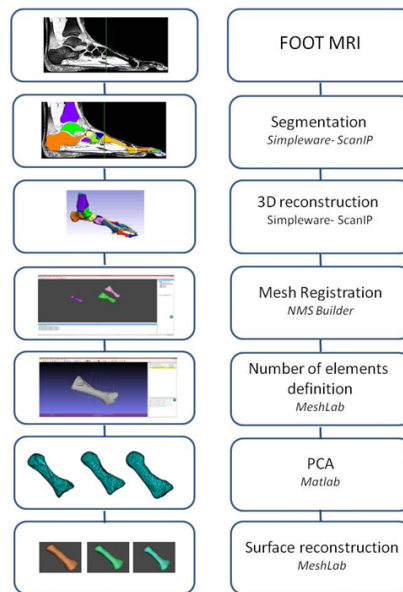 FOOT MRI
Segmentation
Simpleware- ScanIP
3D reconstruction
Simpleware- ScanIP
Mesh Registration
NMS Builder
Number of elements
definition
MeshLab
PCA
Matlab
Surface reconstruction
MeshLab